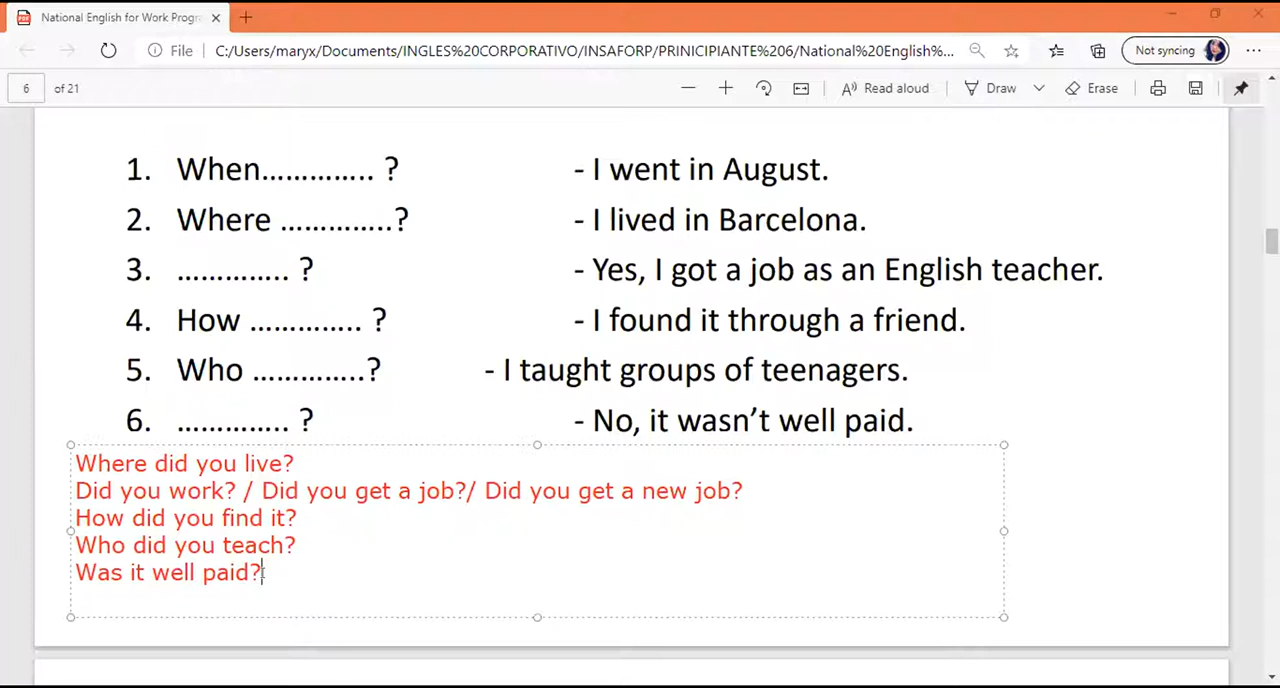 National English for Work Progr
File C:/Users/maryx/Documents/INGLES%20CORPORATIVO/INSAFORP/PRINICIPIANTE%206/National%20English%... Not syncing
6 of 21 Read aloud Draw Erase
1. When………….. ? - I went in August.
2. Where …………..? - I lived in Barcelona.
3. ………….. ? - Yes, I got a job as an English teacher.
4. How ………….. ? - I found it through a friend.
5. Who …………..? - I taught groups of teenagers.
6. ………….. ? - No, it wasn’t well paid.
Where did you live?
Did you work? / Did you get a job?/ Did you get a new job?
How did you find it?
Who did you teach?
Was it well paid?